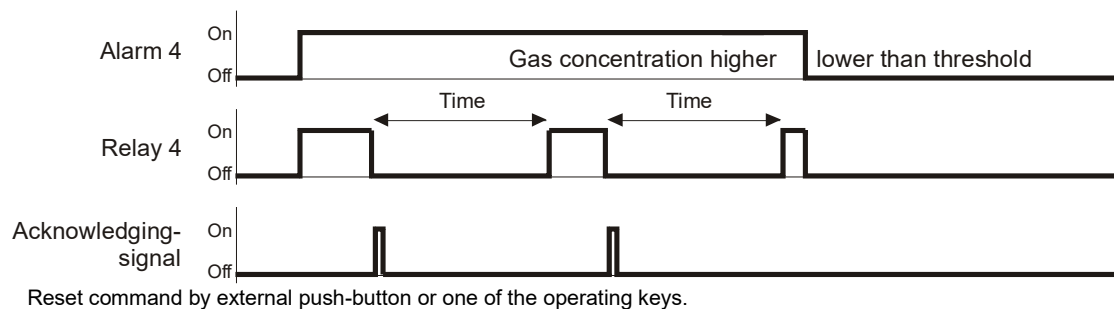 On
Alarm 4
Gas concentration higher lower than threshold
Off
Time Time
On
Relay 4
Off
Acknowledging-
signal
On
Off
Reset command by external push-button or one of the operating keys.